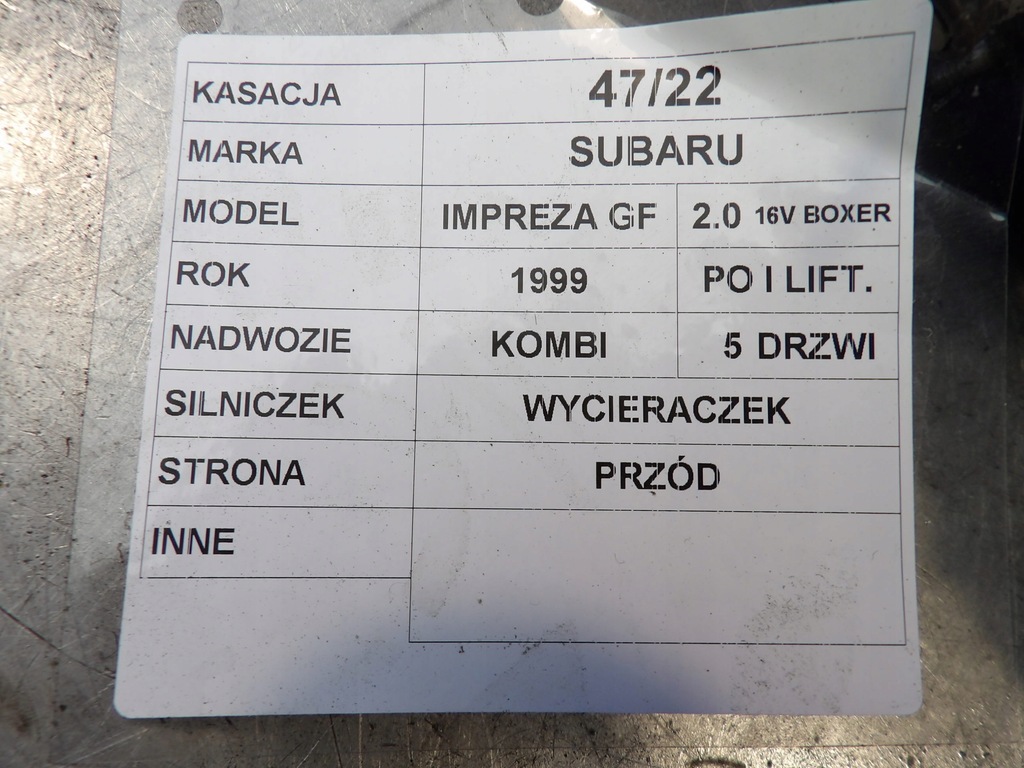 KASACJA 47/22
MARKA SUBARU
MODEL IMPREZA GF 2.0 16V BOXER
ROK 1999 PO I LIFT.
NADWOZIE KOMBI 5 DRZWI
SILNICZEK WYCIERACZEK
STRONA PRZÓD
INNE